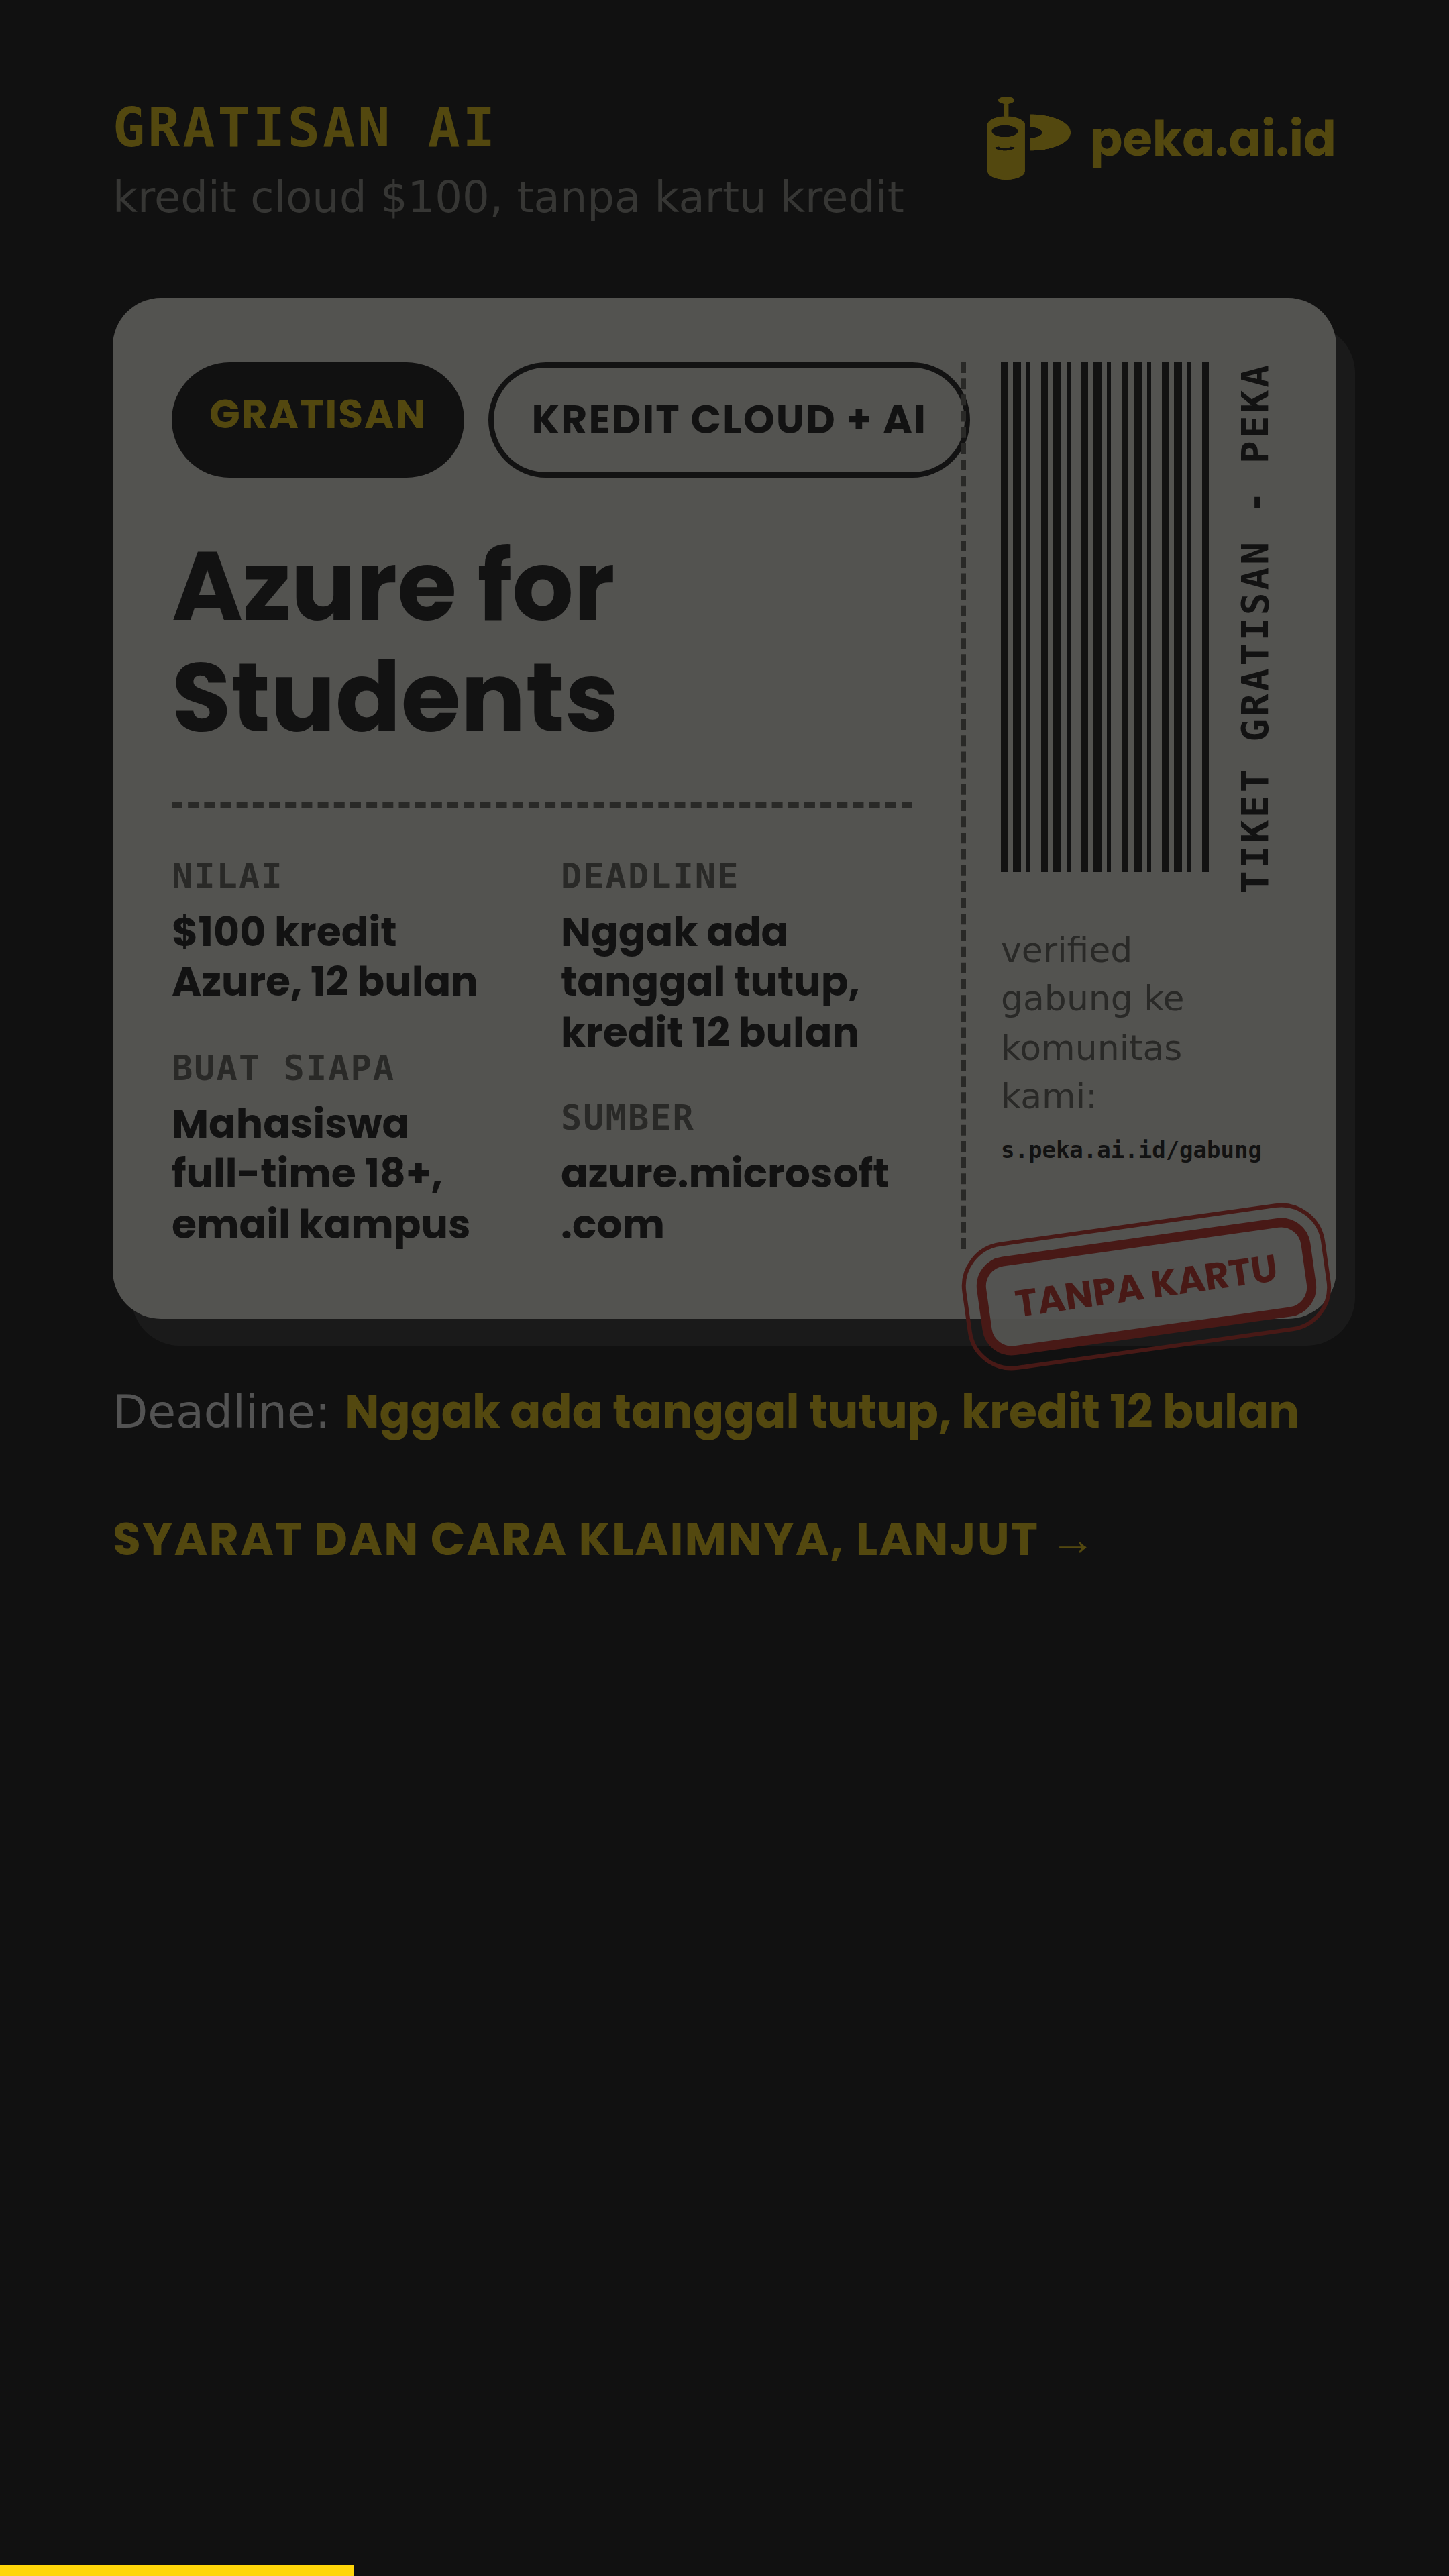 GRATISAN AI
kredit cloud $100, tanpa kartu kredit
peka.ai.id
GRATISAN
KREDIT CLOUD + AI
Azure for
Students
NILAI
$100 kredit
Azure, 12 bulan
BUAT SIAPA
Mahasiswa
full-time 18+,
email kampus
DEADLINE
Nggak ada
tanggal tutup,
kredit 12 bulan
SUMBER
azure.microsoft
.com
TIKET GRATISAN - PEKA
verified
gabung ke
komunitas
kami:
s.peka.ai.id/gabung
TANPA KARTU
Deadline: Nggak ada tanggal tutup, kredit 12 bulan
SYARAT DAN CARA KLAIMNYA, LANJUT →